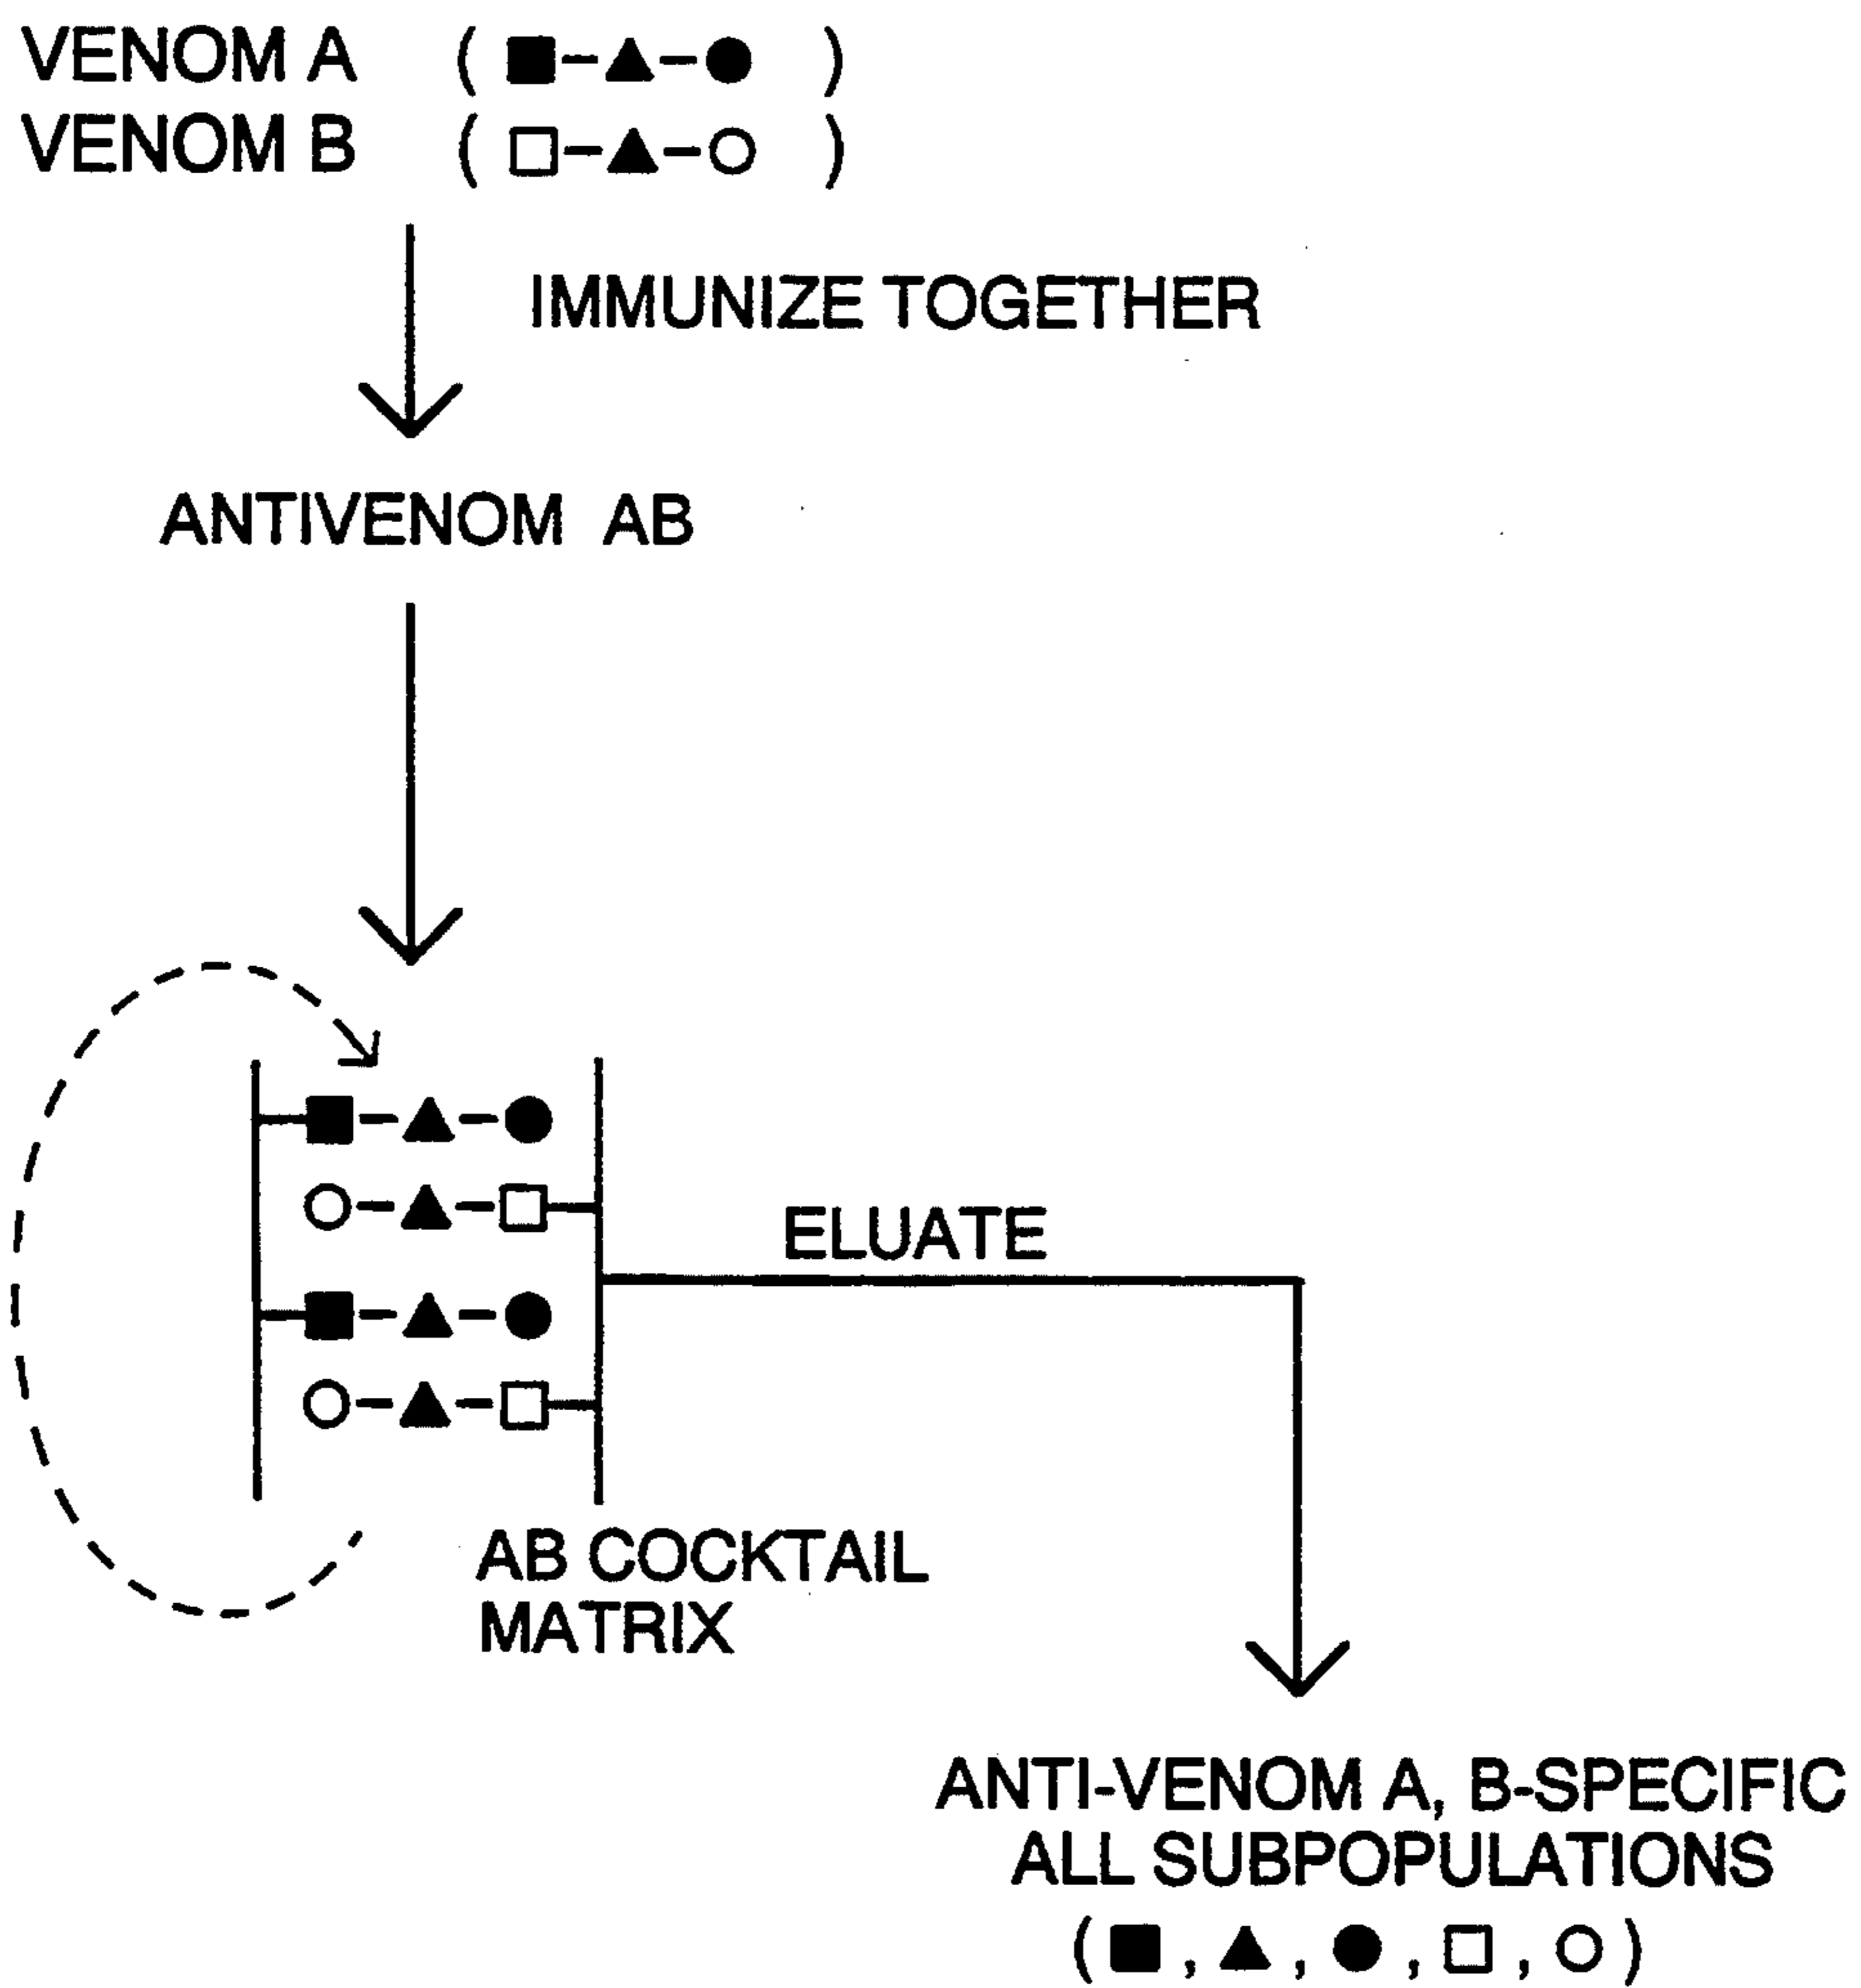 VENOM A ( ■-▲-● )
VENOM B ( □-▲-○ )
IMMUNIZE TOGETHER
ANTIVENOM AB
ELUATE
AB COCKTAIL
MATRIX
ANTI-VENOM A, B-SPECIFIC
ALL SUBPOPULATIONS
( ■ , ▲ , ● , □ , ○ )